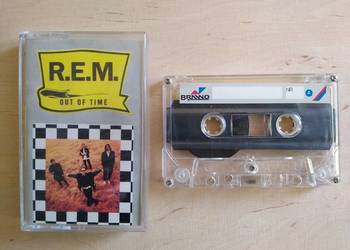 R.E.M.
OUT OF TIME
BRAND